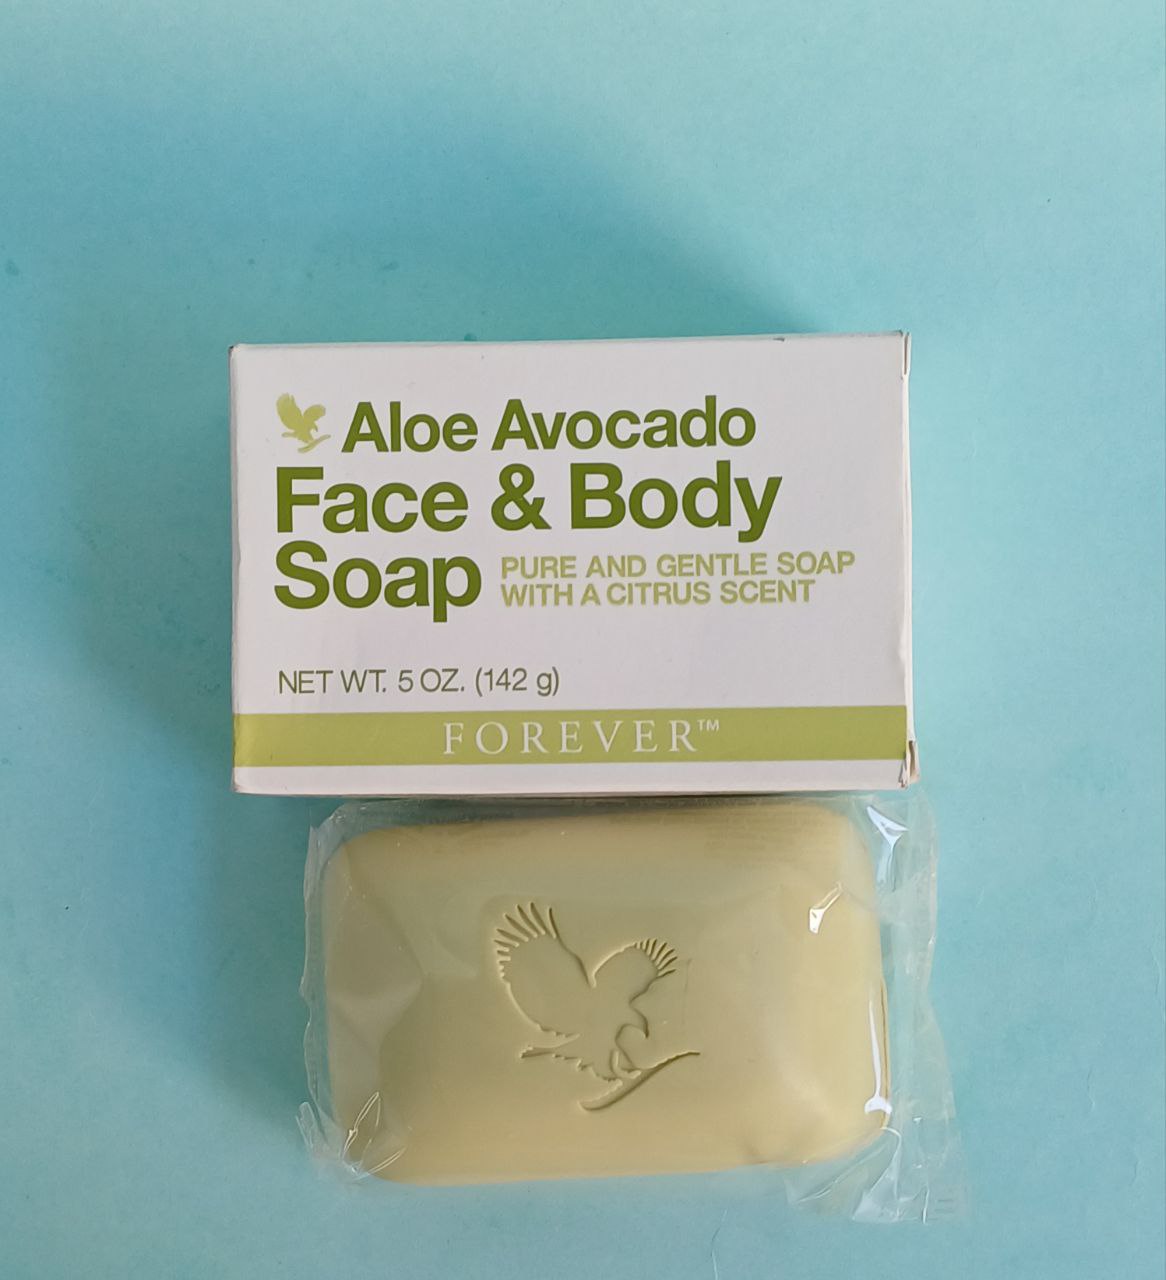 Aloe Avocado
Face & Body
Soap
PURE AND GENTLE SOAP
WITH A CITRUS SCENT
NET WT. 5 OZ. (142 g)
FOREVER™